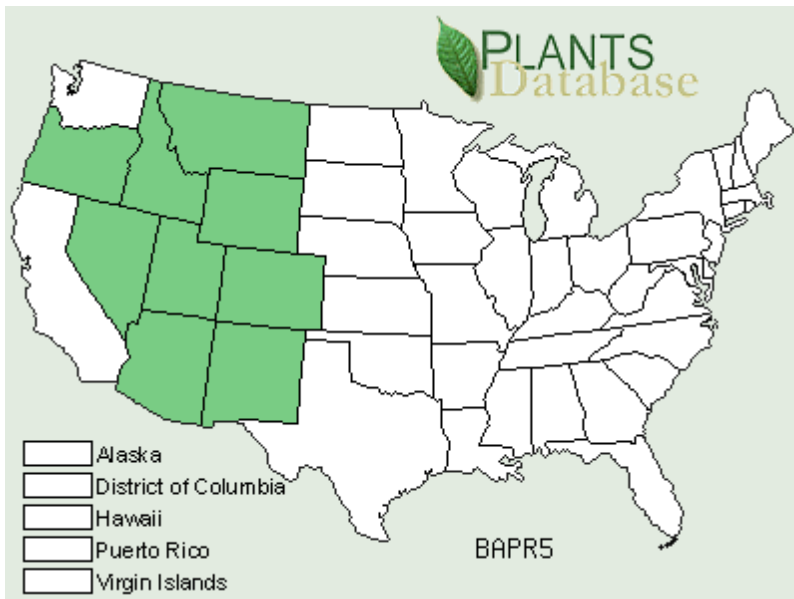 PLANTS
Database
Alaska
District of Columbia
Hawaii
Puerto Rico
Virgin Islands
BAPR5